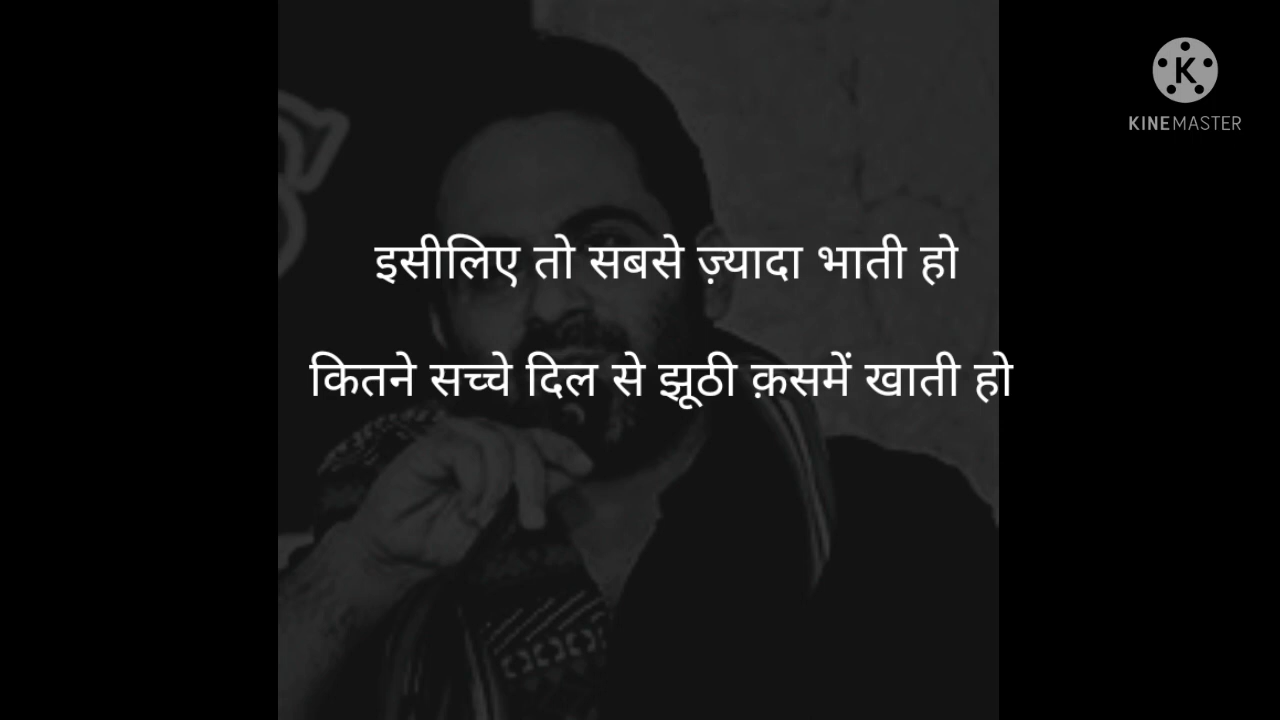 इसीलिए तो सबसे ज़्यादा भाती हो
कितने सच्चे दिल से झूठी क़समें खाती हो
K
KINEMASTER